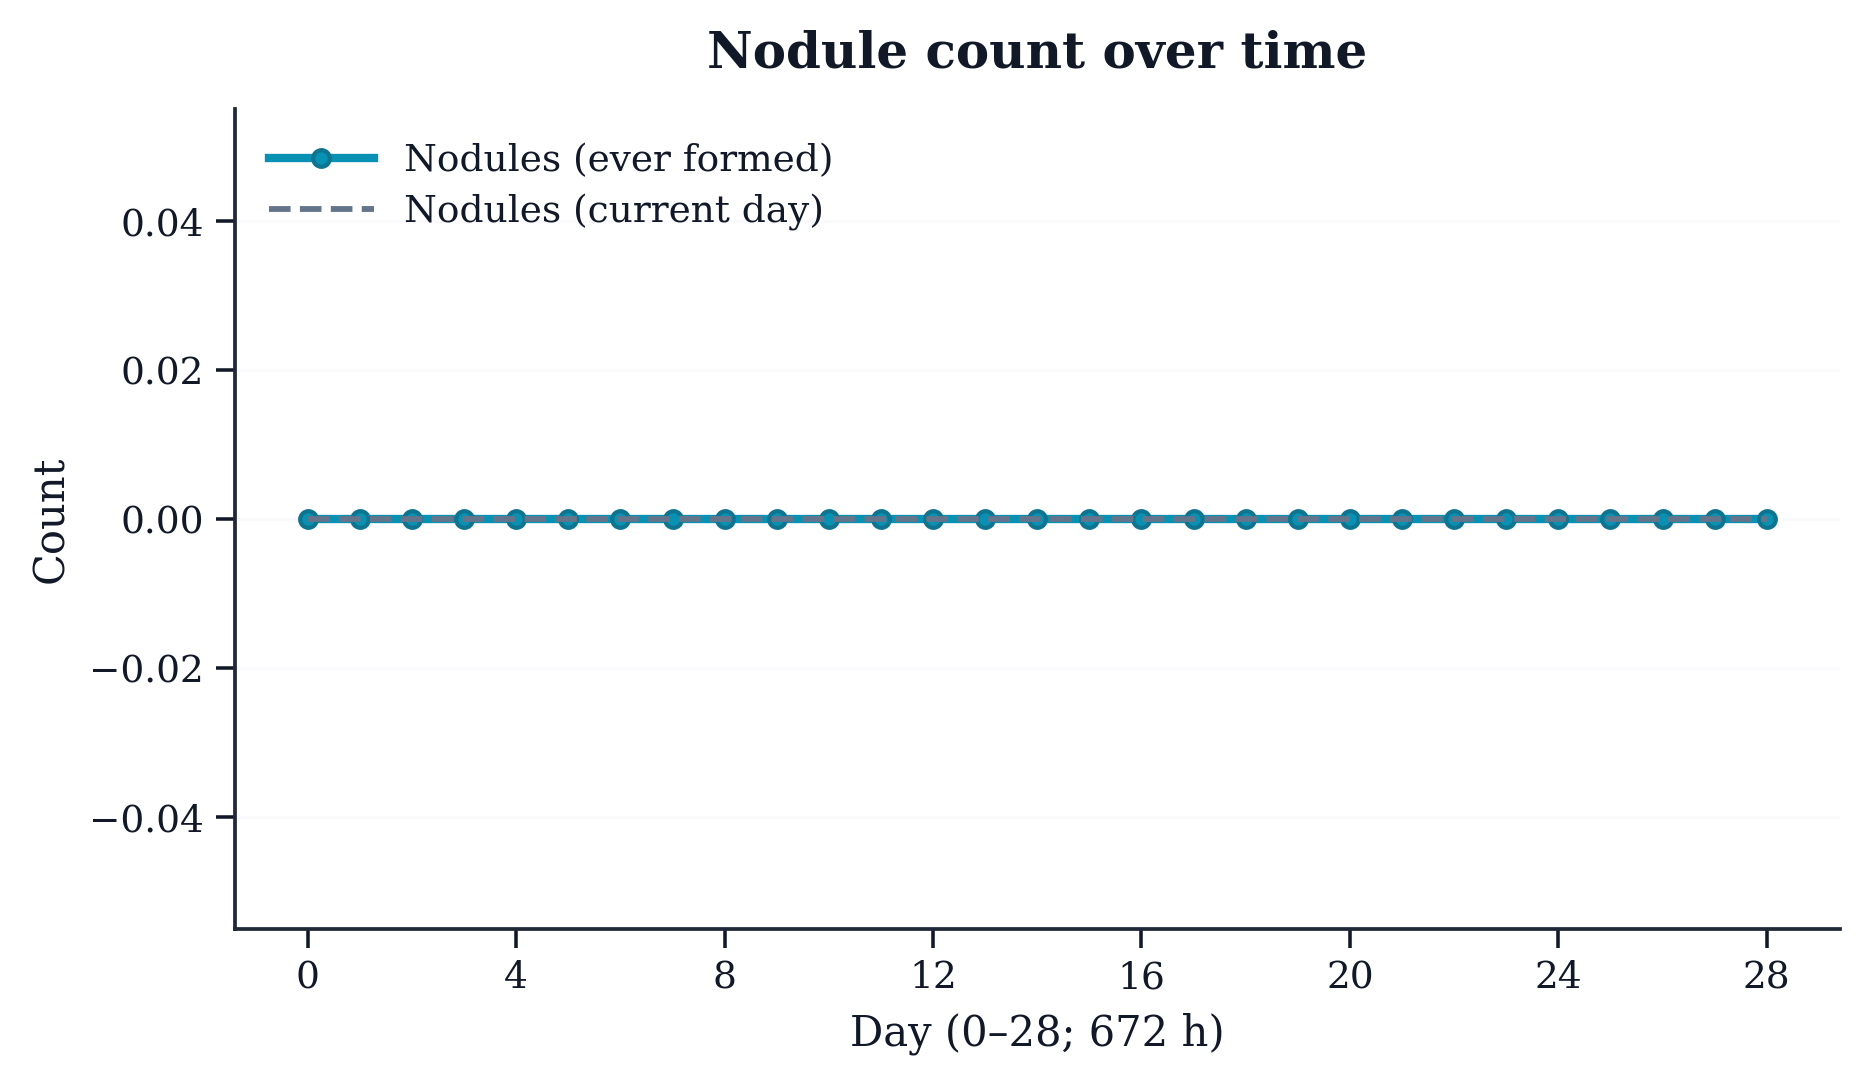 Nodule count over time
Nodules (ever formed)
Nodules (current day)
0.04
0.02
0.00
−0.02
−0.04
Count
0 4 8 12 16 20 24 28
Day (0–28; 672 h)